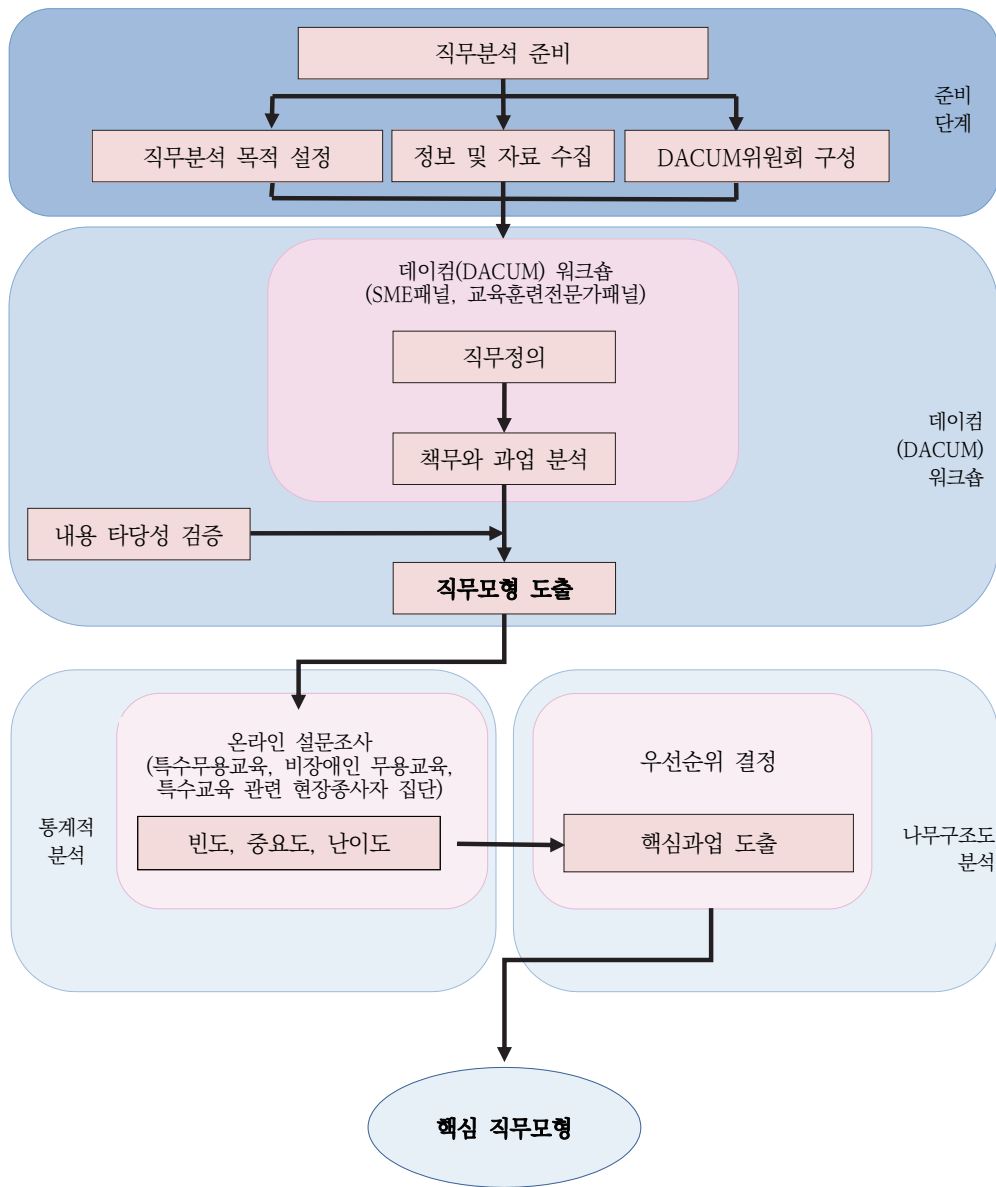 직무분석 준비
준비
단계
직무분석 목적 설정
정보 및 자료 수집
DACUM위원회 구성
데이컴(DACUM) 워크숍
(SME패널, 교육훈련전문가패널)
직무정의
책무와 과업 분석
데이컴
(DACUM)
워크숍
내용 타당성 검증
직무모형 도출
온라인 설문조사
(특수무용교육, 비장애인 무용교육,
특수교육 관련 현장종사자 집단)
빈도, 중요도, 난이도
통계적
분석
우선순위 결정
핵심과업 도출
나무구조도
분석
핵심 직무모형